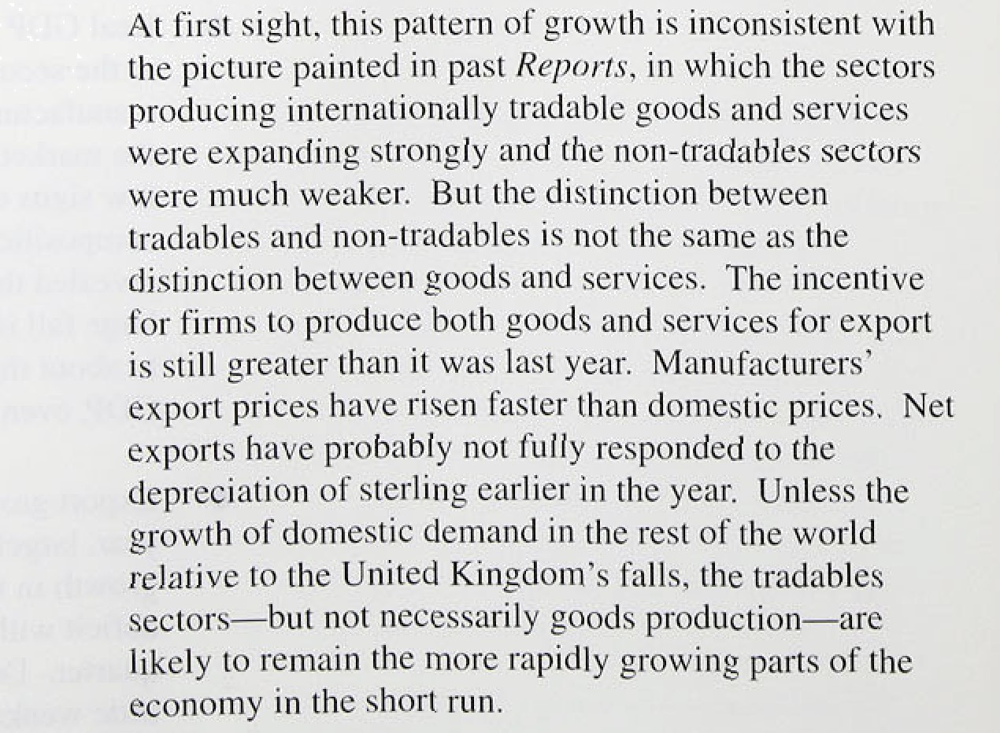 At first sight, this pattern of growth is inconsistent with
the picture painted in past Reports, in which the sectors
producing internationally tradable goods and services
were expanding strongly and the non-tradables sectors
were much weaker.  But the distinction between
tradables and non-tradables is not the same as the
distinction between goods and services.  The incentive
for firms to produce both goods and services for export
is still greater than it was last year.  Manufacturers'
export prices have risen faster than domestic prices.  Net
exports have probably not fully responded to the
depreciation of sterling earlier in the year.  Unless the
growth of domestic demand in the rest of the world
relative to the United Kingdom's falls, the tradables
sectors—but not necessarily goods production—are
likely to remain the more rapidly growing parts of the
economy in the short run.